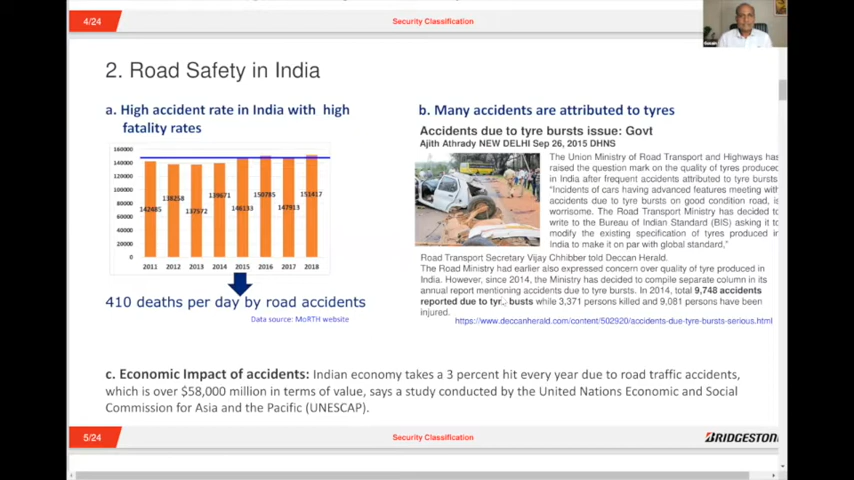 4/24
Security Classification
2. Road Safety in India
a. High accident rate in India with high
fatality rates
160000
140000
120000
100000
80000
60000
40000
20000
0
142485
138258
137572
139671
146133
150785
147913
151417
2011 2012 2013 2014 2015 2016 2017 2018
410 deaths per day by road accidents
Data source: MoRTH website
b. Many accidents are attributed to tyres
Accidents due to tyre bursts issue: Govt
Ajith Athrady NEW DELHI Sep 26, 2015 DHNS
The Union Ministry of Road Transport and Highways has
raised the question mark on the quality of tyres produced
in India after frequent accidents attributed to tyre bursts.
"Incidents of cars having advanced features meeting with
accidents due to tyre bursts on good condition road, is
worrisome. The Road Transport Ministry has decided to
write to the Bureau of Indian Standard (BIS) asking it to
modify the existing specification of tyres produced in
India to make it on par with global standard,"
Road Transport Secretary Vijay Chhibber told Deccan Herald.
The Road Ministry had earlier also expressed concern over quality of tyre produced in
India. However, since 2014, the Ministry has decided to compile separate column in its
annual report mentioning accidents due to tyre bursts. In 2014, total 9,748 accidents
reported due to tyre busts while 3,371 persons killed and 9,081 persons have been
injured.
https://www.deccanherald.com/content/502920/accidents-due-tyre-bursts-serious.html
c. Economic Impact of accidents: Indian economy takes a 3 percent hit every year due to road traffic accidents,
which is over $58,000 million in terms of value, says a study conducted by the United Nations Economic and Social
Commission for Asia and the Pacific (UNESCAP).
5/24
Security Classification
BRIDGESTON